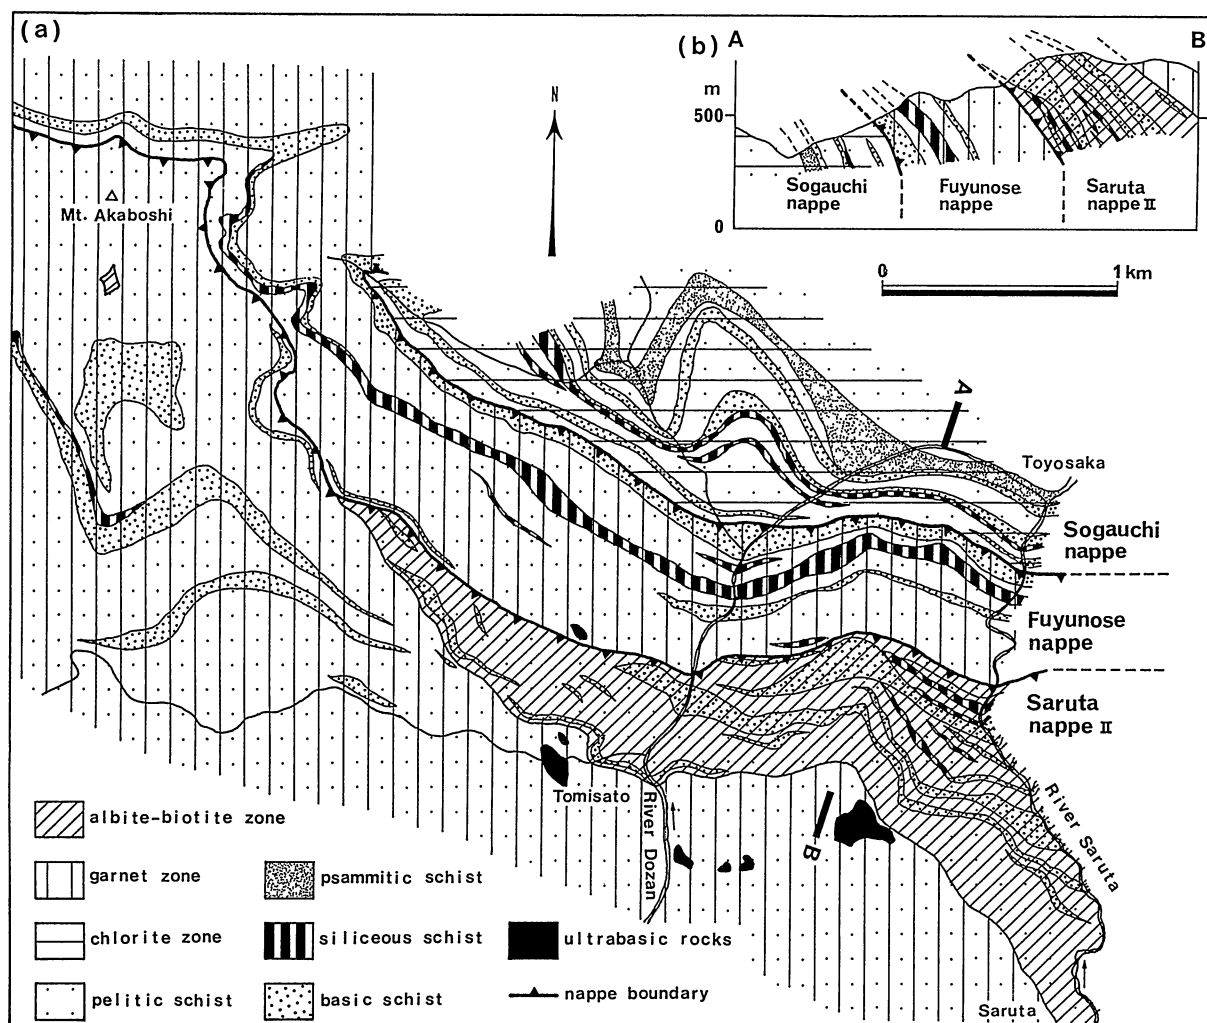 (a)
(b)
A
B
m
500
0
Sogauchi
nappe
Fuyunose
nappe
Saruta
nappe II
N
0
1 km
Mt. Akaboshi
A
Toyosaka
Sogauchi
nappe
Fuyunose
nappe
Saruta
nappe II
River Saruta
Tomisato
River Dozan
B
Saruta
albite-biotite zone
garnet zone
chlorite zone
pelitic schist
psammitic schist
siliceous schist
basic schist
ultrabasic rocks
nappe boundary